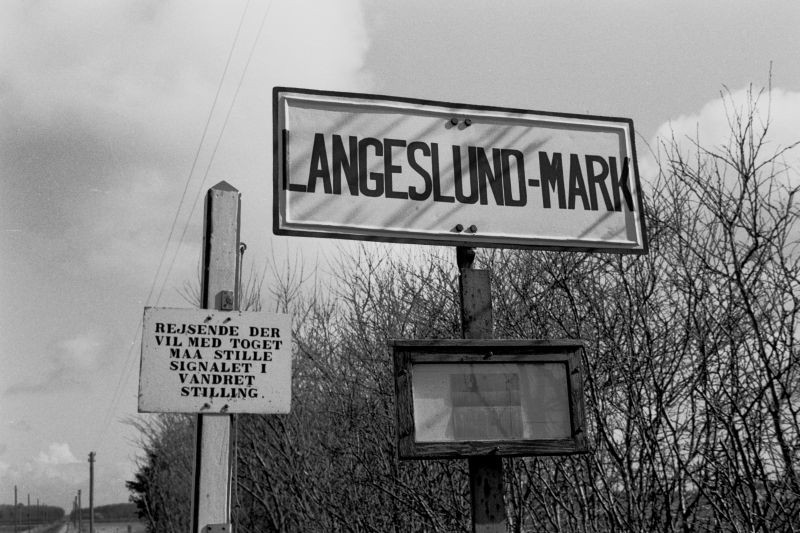 LANGESLUND-MARK
REJSENDE DER
VIL MED TOGET
MAA STILLE
SIGNALET I
VANDRET
STILLING.